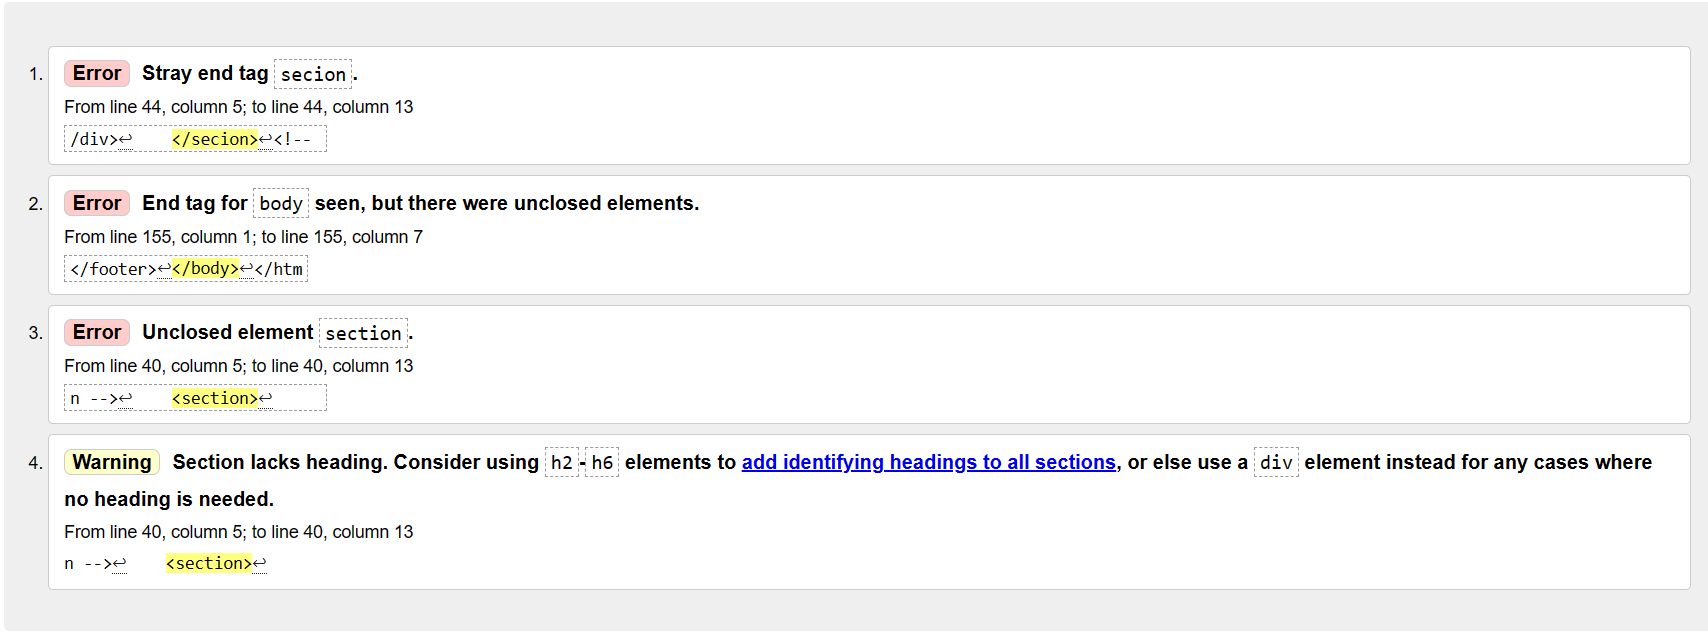 1. Error Stray end tag secion.
From line 44, column 5; to line 44, column 13
/div>↩    </secion>↩<!--
2. Error End tag for body seen, but there were unclosed elements.
From line 155, column 1; to line 155, column 7
</footer>↩</body>↩</htm
3. Error Unclosed element section.
From line 40, column 5; to line 40, column 13
n -->↩    <section>↩
4. Warning Section lacks heading. Consider using h2-h6 elements to add identifying headings to all sections, or else use a div element instead for any cases where
no heading is needed.
From line 40, column 5; to line 40, column 13
n -->↩    <section>↩